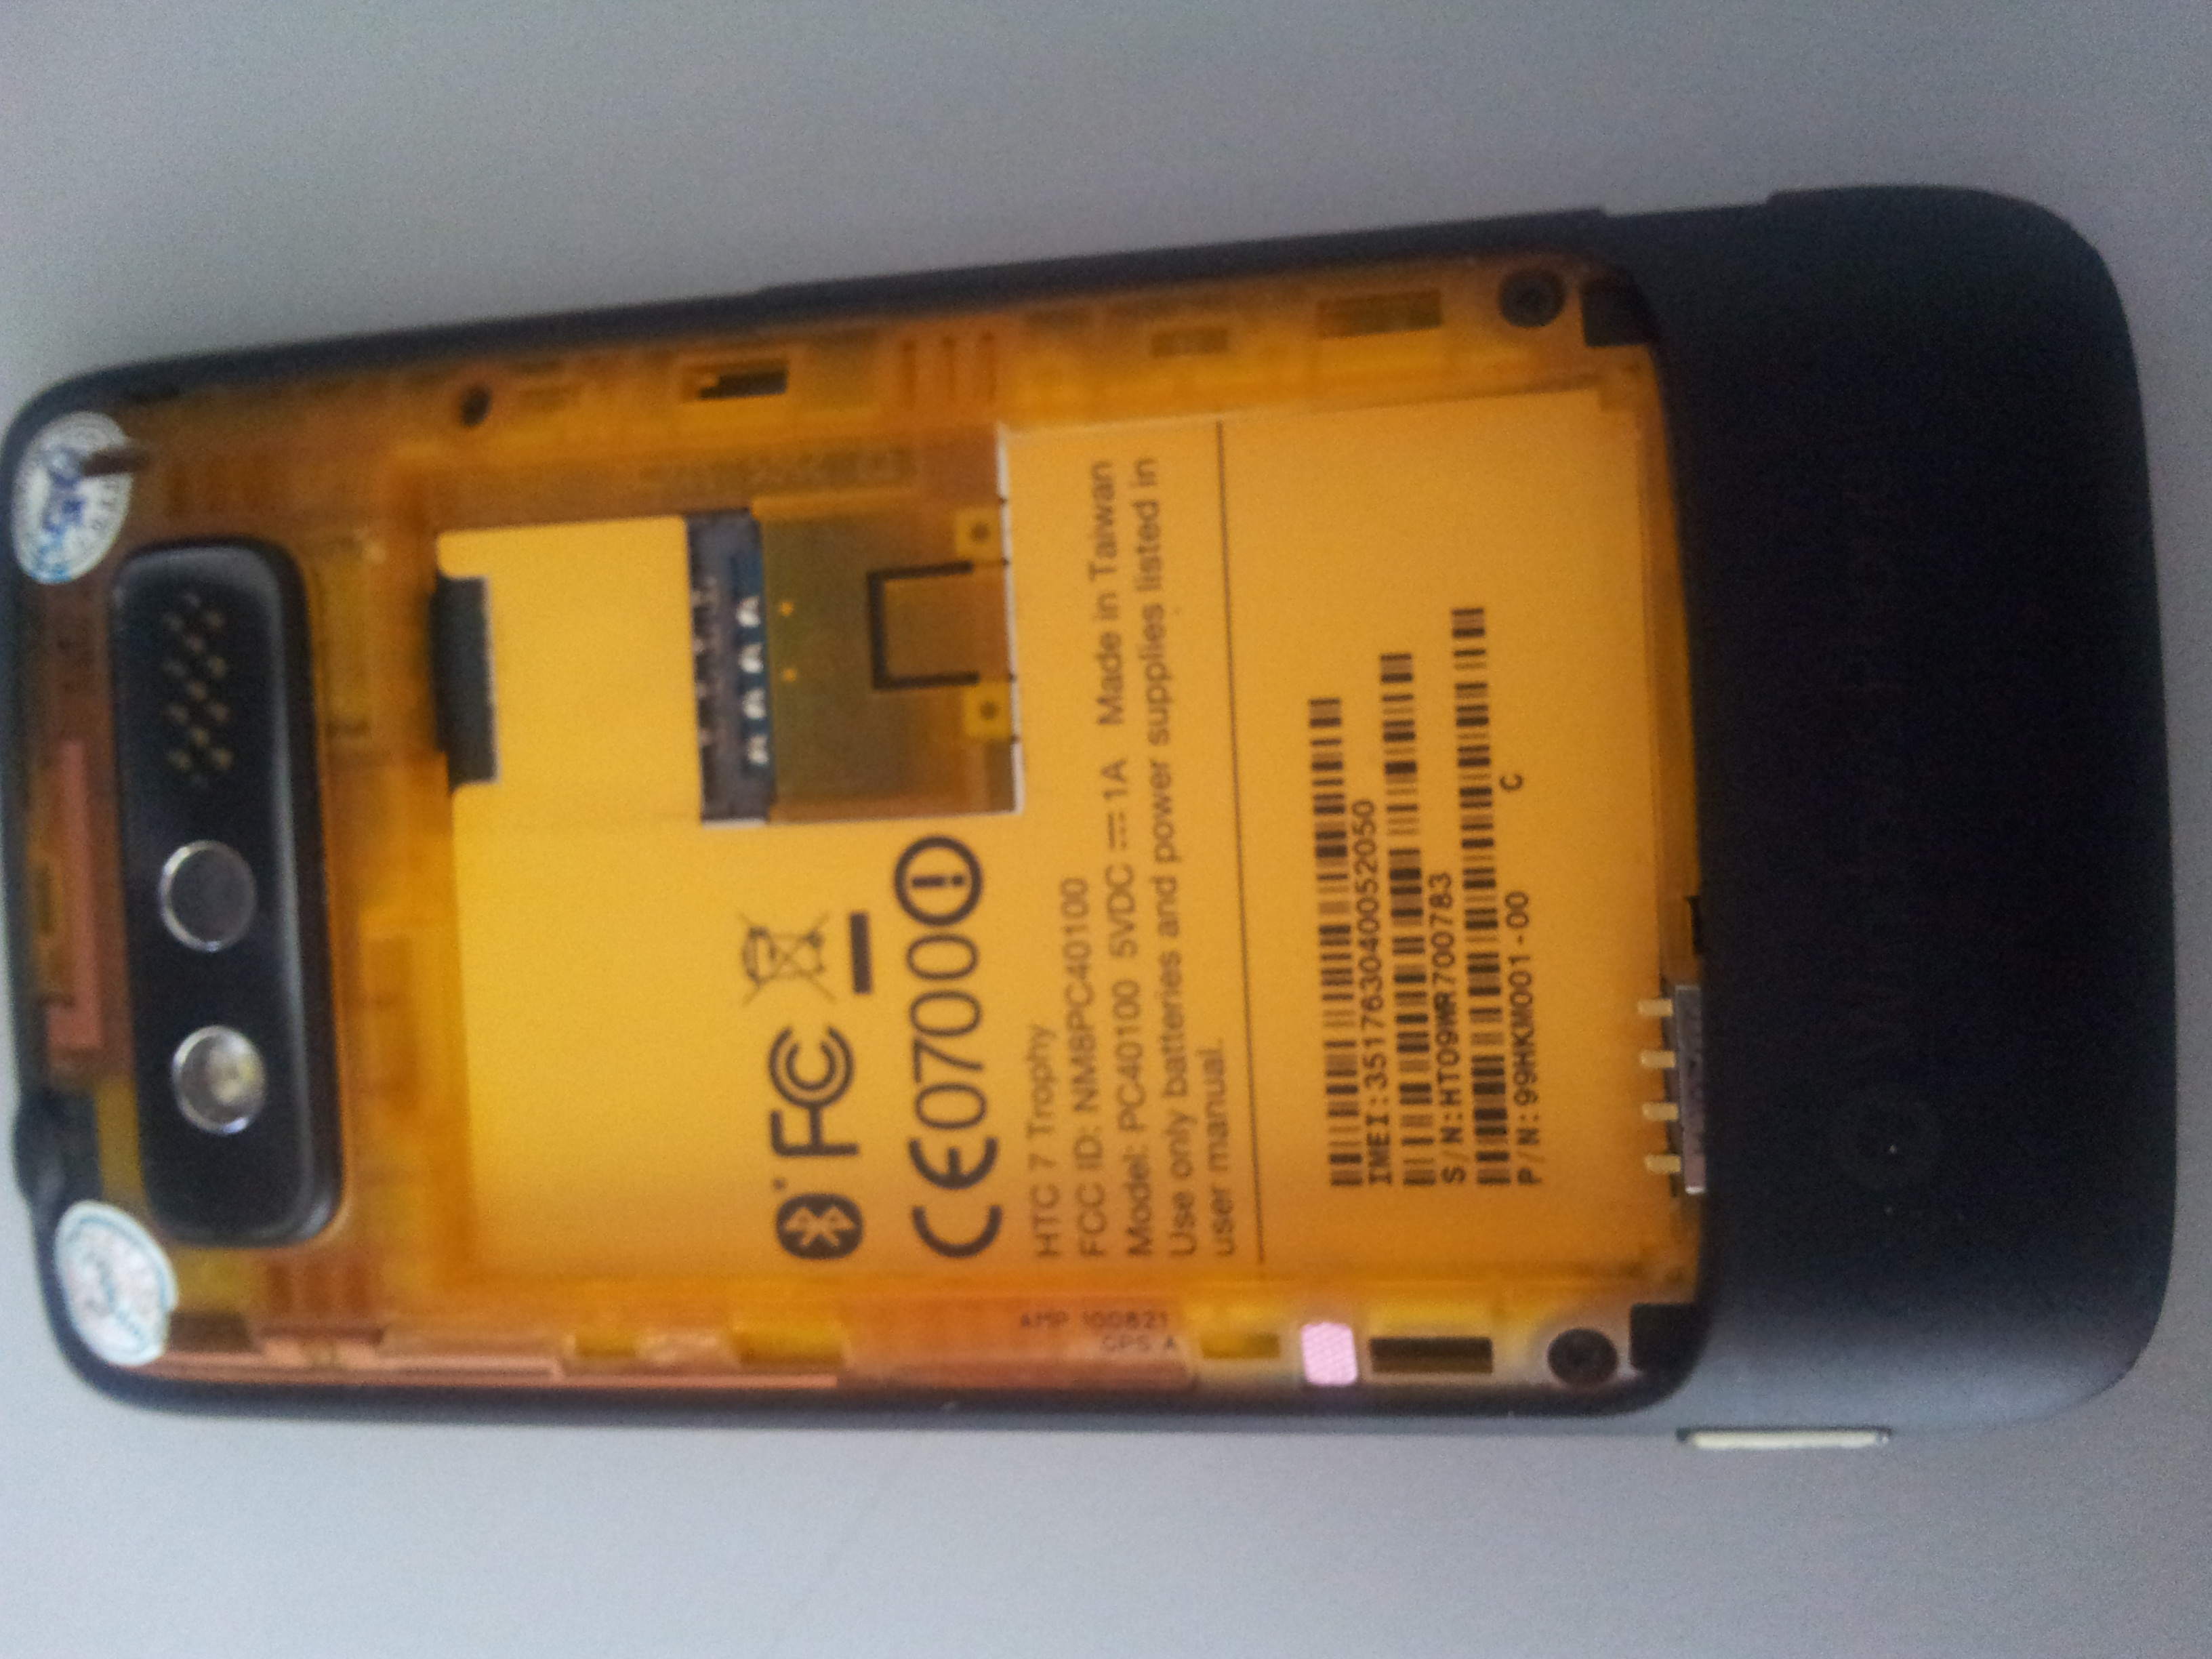 FC
CE0700
HTC 7 Trophy
FCC ID: NM8PC40100
Model: PC40100 5VDC 1A Made in Taiwan
Use only batteries and power supplies listed in
user manual.
IMEI:351763040052050
S/N:HT09WR700783
P/N:99HKM001-00 C
AMP 100821